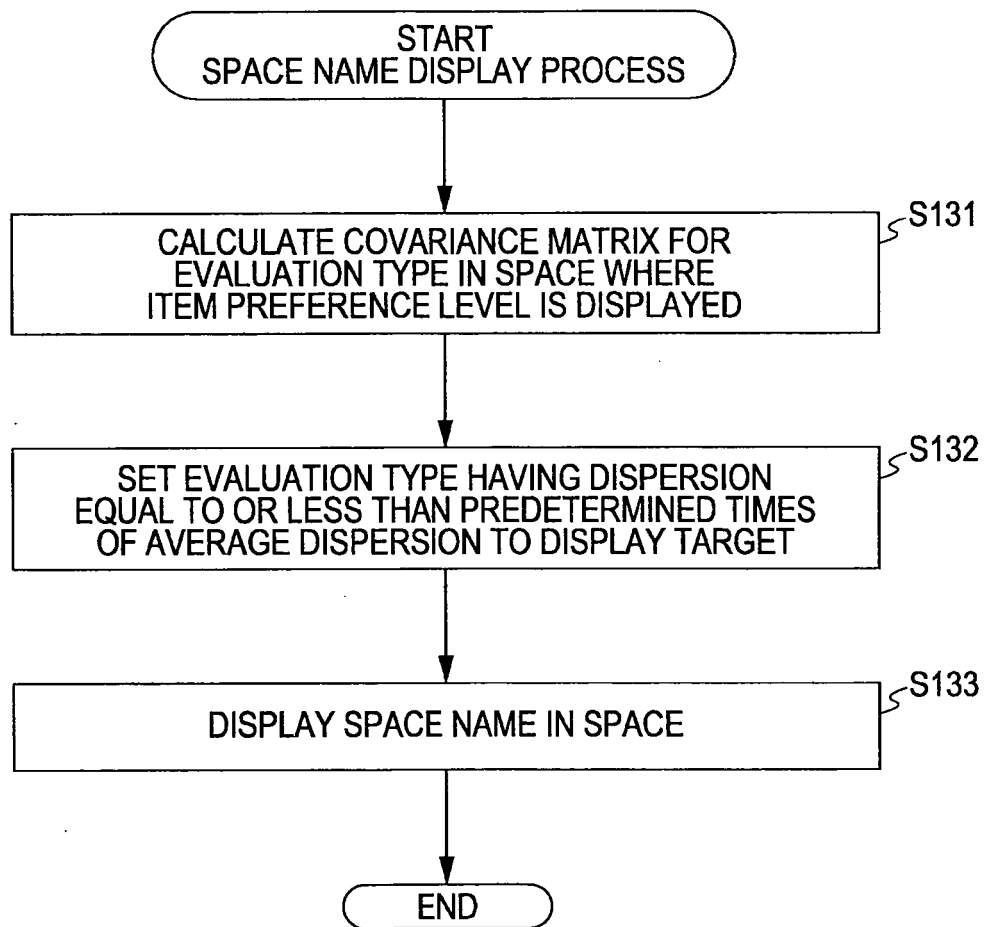 START
SPACE NAME DISPLAY PROCESS
S131
CALCULATE COVARIANCE MATRIX FOR
EVALUATION TYPE IN SPACE WHERE
ITEM PREFERENCE LEVEL IS DISPLAYED
S132
SET EVALUATION TYPE HAVING DISPERSION
EQUAL TO OR LESS THAN PREDETERMINED TIMES
OF AVERAGE DISPERSION TO DISPLAY TARGET
S133
DISPLAY SPACE NAME IN SPACE
END